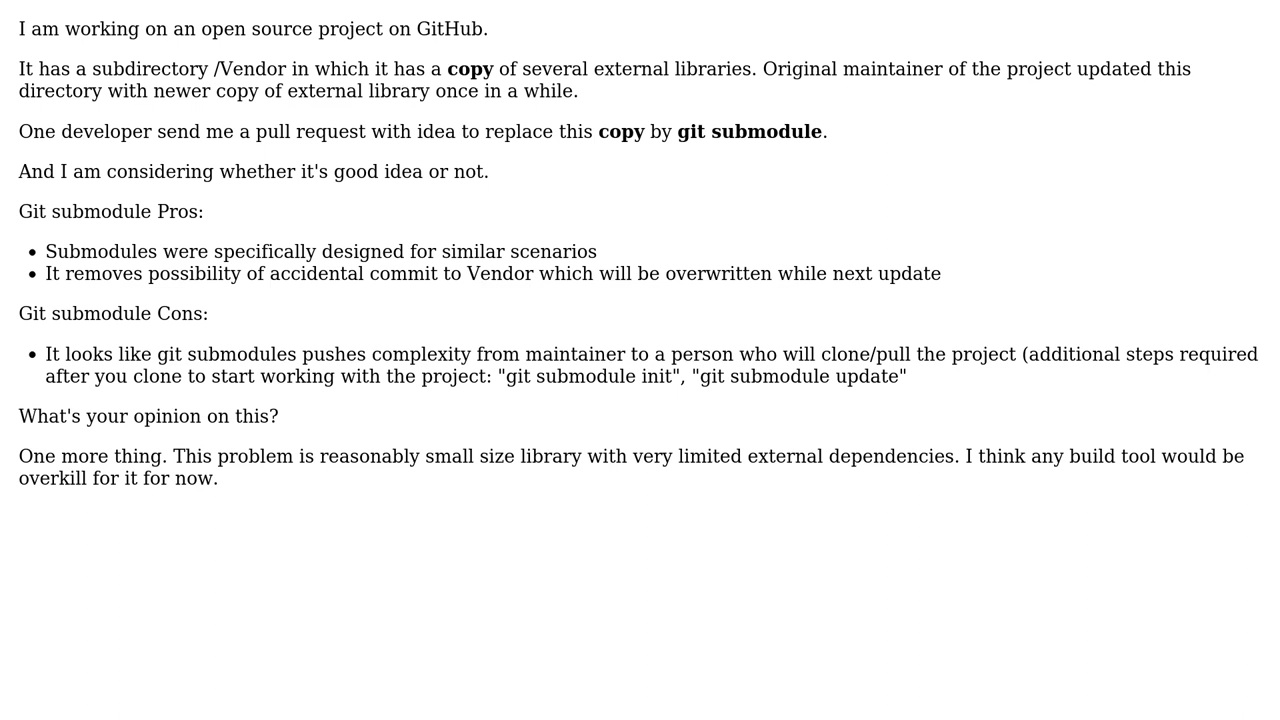 I am working on an open source project on GitHub.
It has a subdirectory /Vendor in which it has a copy of several external libraries. Original maintainer of the project updated this
directory with newer copy of external library once in a while.
One developer send me a pull request with idea to replace this copy by git submodule.
And I am considering whether it's good idea or not.
Git submodule Pros:
• Submodules were specifically designed for similar scenarios
• It removes possibility of accidental commit to Vendor which will be overwritten while next update
Git submodule Cons:
• It looks like git submodules pushes complexity from maintainer to a person who will clone/pull the project (additional steps required
after you clone to start working with the project: "git submodule init", "git submodule update"
What's your opinion on this?
One more thing. This problem is reasonably small size library with very limited external dependencies. I think any build tool would be
overkill for it for now.